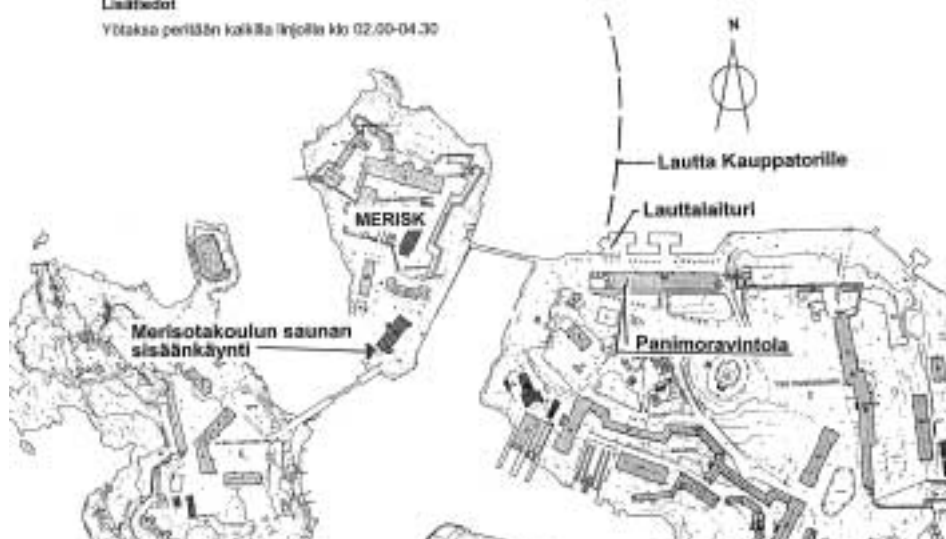 Lisätiedot
Yötaksa peritään kaikilla linjoilla klo 02.00-04.30
N
Lautta Kauppatorille
Lauttalaituri
MERISK
Merisotakoulun saunan
sisäänkäynti
Panimoravintola